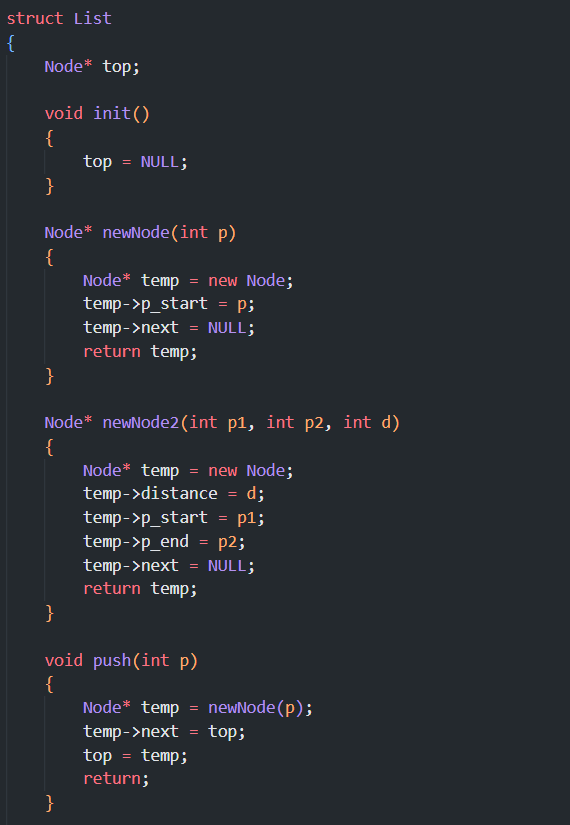 struct List
{
    Node* top;

    void init()
    {
        top = NULL;
    }

    Node* newNode(int p)
    {
        Node* temp = new Node;
        temp->p_start = p;
        temp->next = NULL;
        return temp;
    }

    Node* newNode2(int p1, int p2, int d)
    {
        Node* temp = new Node;
        temp->distance = d;
        temp->p_start = p1;
        temp->p_end = p2;
        temp->next = NULL;
        return temp;
    }

    void push(int p)
    {
        Node* temp = newNode(p);
        temp->next = top;
        top = temp;
        return;
    }